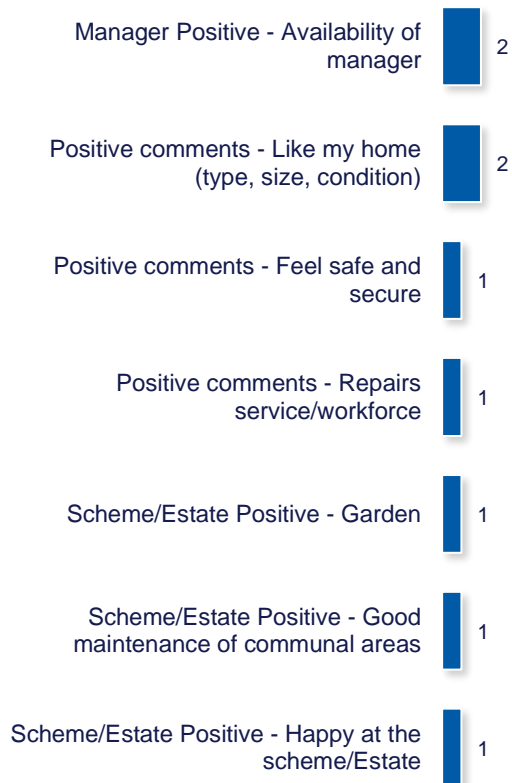 Manager Positive - Availability of
manager
2
Positive comments - Like my home
(type, size, condition)
2
Positive comments - Feel safe and
secure
1
Positive comments - Repairs
service/workforce
1
Scheme/Estate Positive - Garden
1
Scheme/Estate Positive - Good
maintenance of communal areas
1
Scheme/Estate Positive - Happy at the
scheme/Estate
1